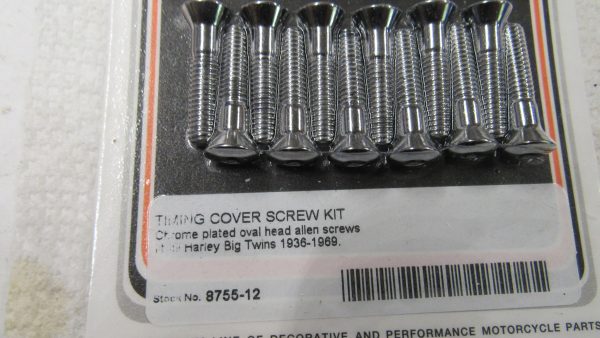 TIMING COVER SCREW KIT
Chrome plated oval head allen screws
Harley Big Twins 1936-1969.
Stock No. 8755-12
OF DECORATIVE AND PERFORMANCE MOTORCYCLE PARTS